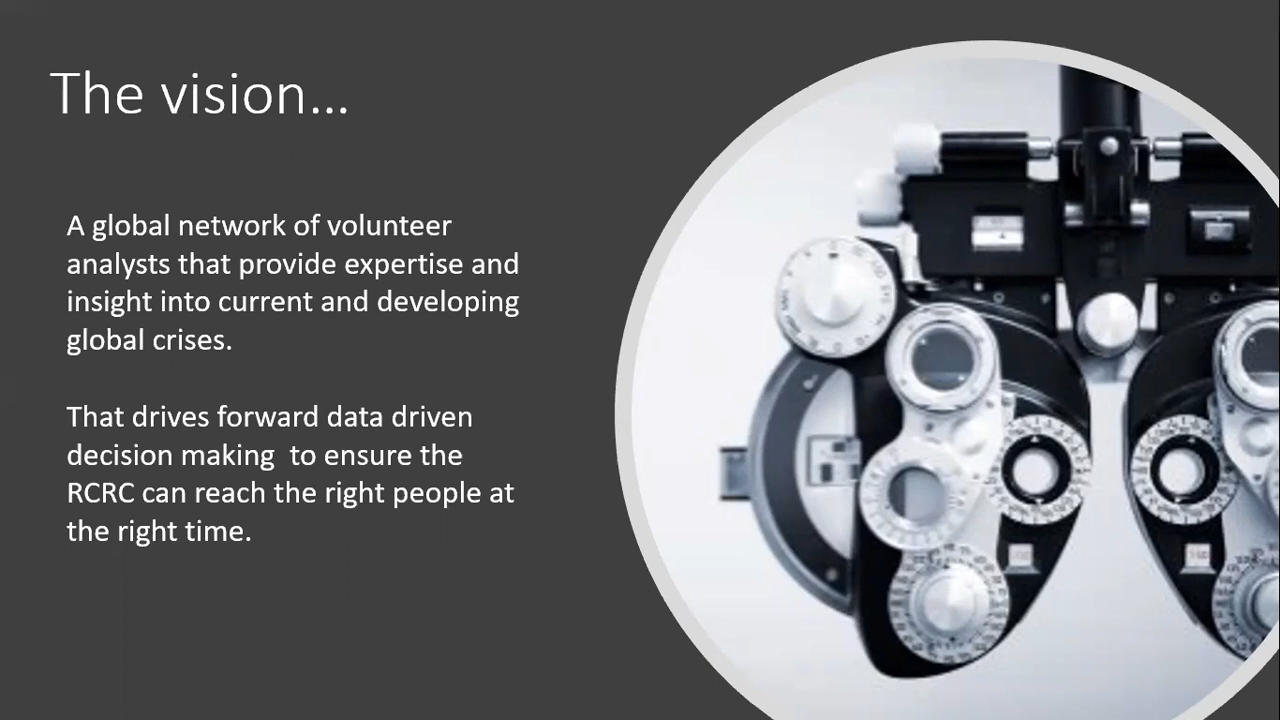 The vision...
A global network of volunteer
analysts that provide expertise and
insight into current and developing
global crises.
That drives forward data driven
decision making  to ensure the
RCRC can reach the right people at
the right time.